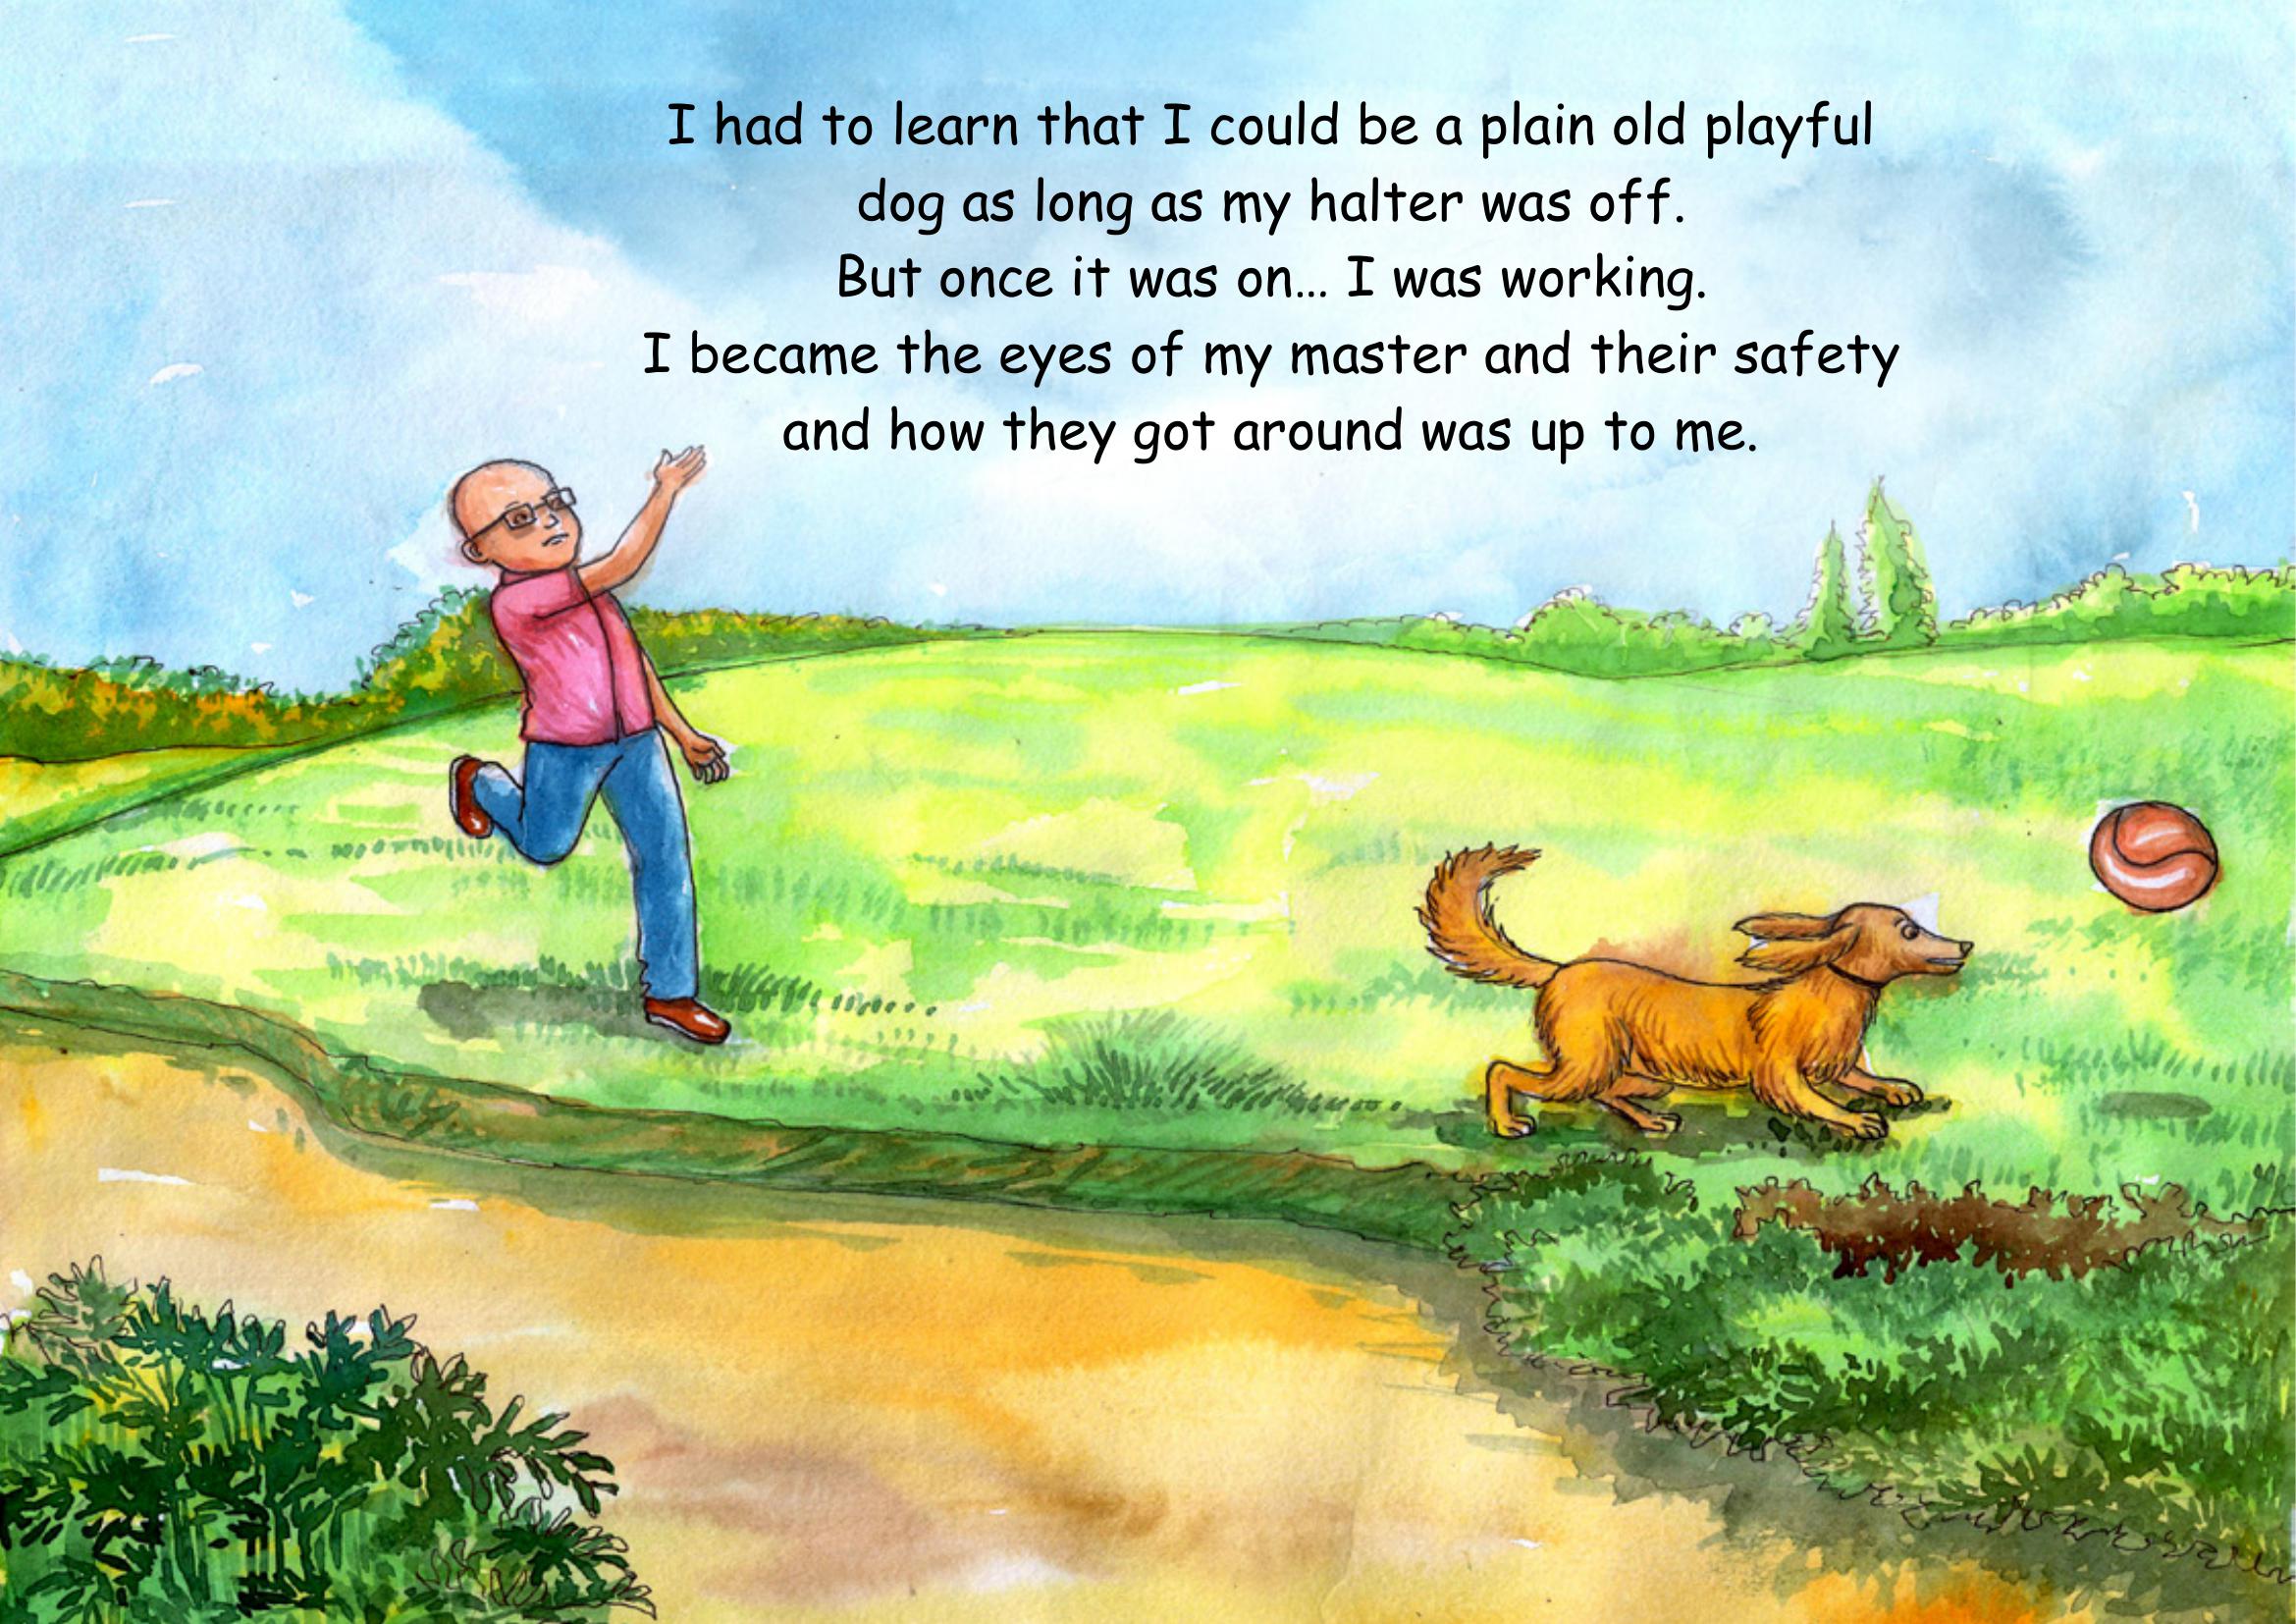 I had to learn that I could be a plain old playful
dog as long as my halter was off.
But once it was on... I was working.
I became the eyes of my master and their safety
and how they got around was up to me.